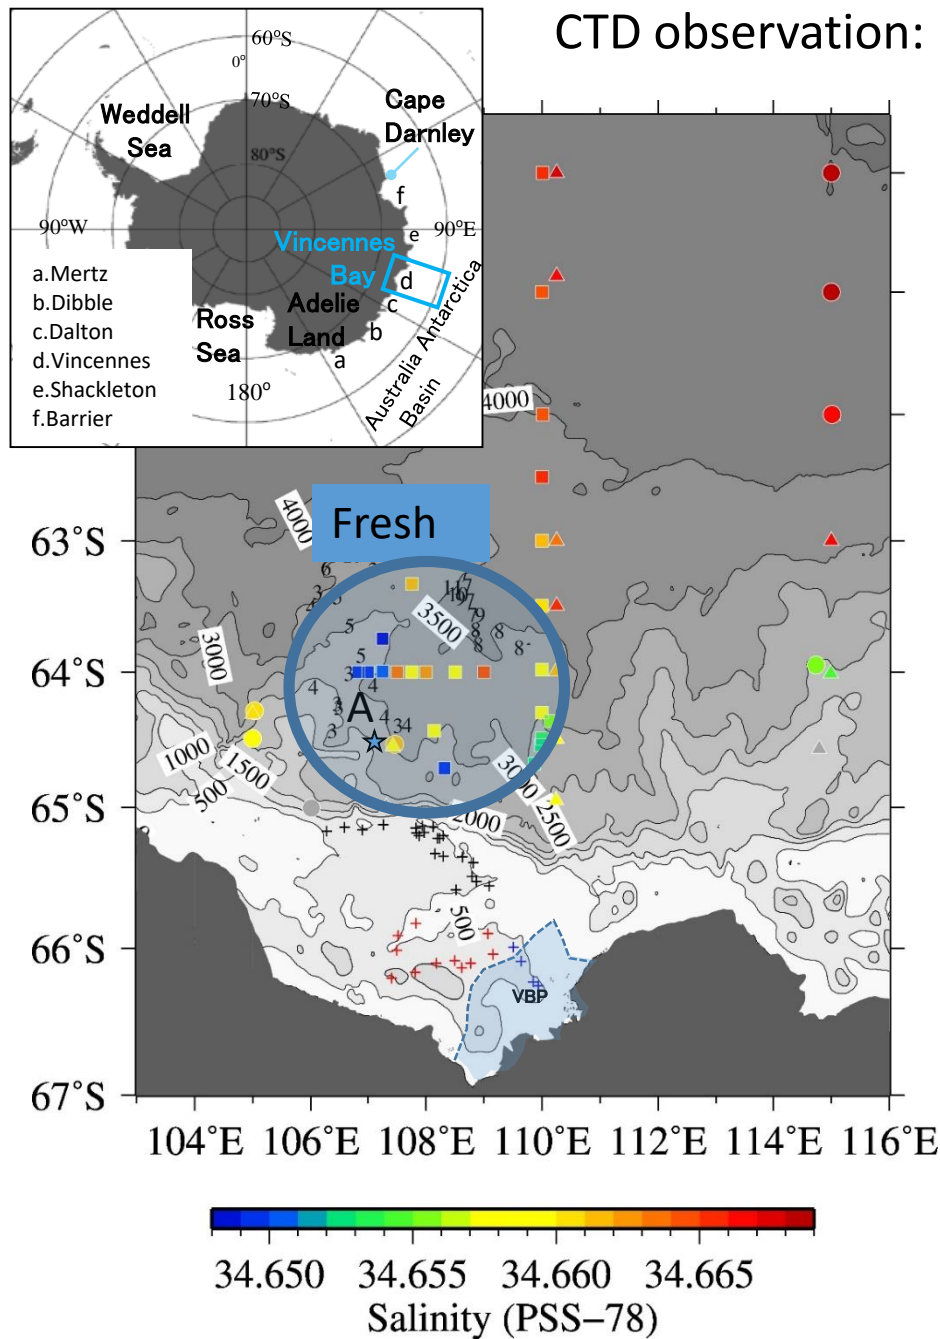 CTD observation:
60°S
0°
70°S
Weddell
Sea
Cape
Darnley
80°S
f
90°W
90°E
e
Vincennes
Bay
d
a.Mertz
b.Dibble
c.Dalton
d.Vincennes
e.Shackleton
f.Barrier
Adelie
Land
c
b
a
Ross
Sea
Australia Antarctica
Basin
180°
4000
4000
Fresh
63°S
3500
3000
64°S
A
1000
1500
500
3000
2500
2000
65°S
500
66°S
VBP
67°S
104°E 106°E 108°E 110°E 112°E 114°E 116°E
34.650 34.655 34.660 34.665
Salinity (PSS−78)